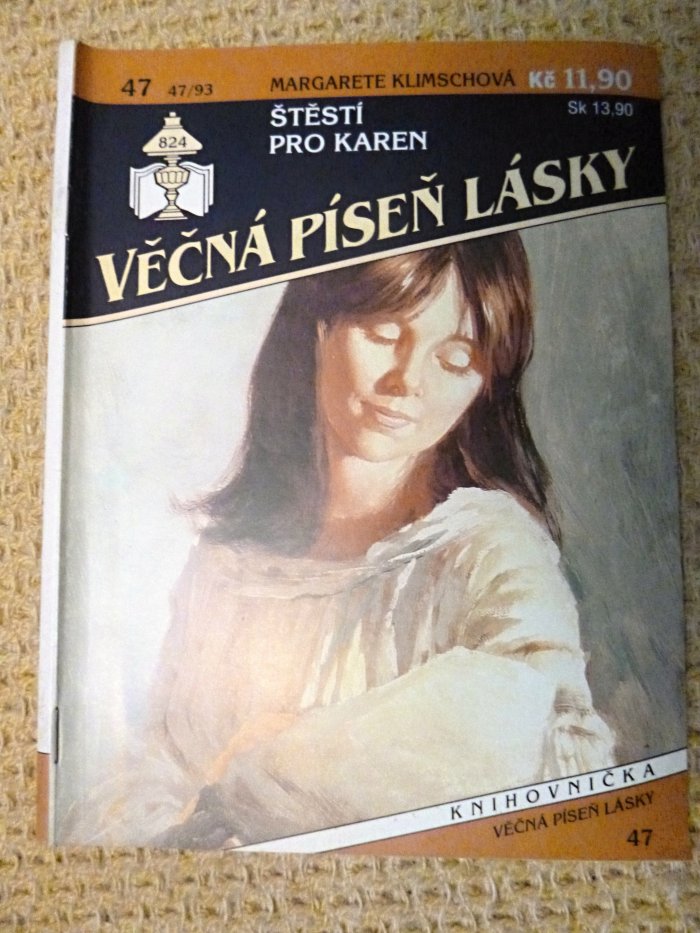 47 47/93 MARGARETE KLIMSCHOVÁ Kč 11,90
Sk 13,90
824
ŠTĚSTÍ
PRO KAREN
VĚČNÁ PÍSEŇ LÁSKY
KNIHOVNIČKA
VĚČNÁ PÍSEŇ LÁSKY
47